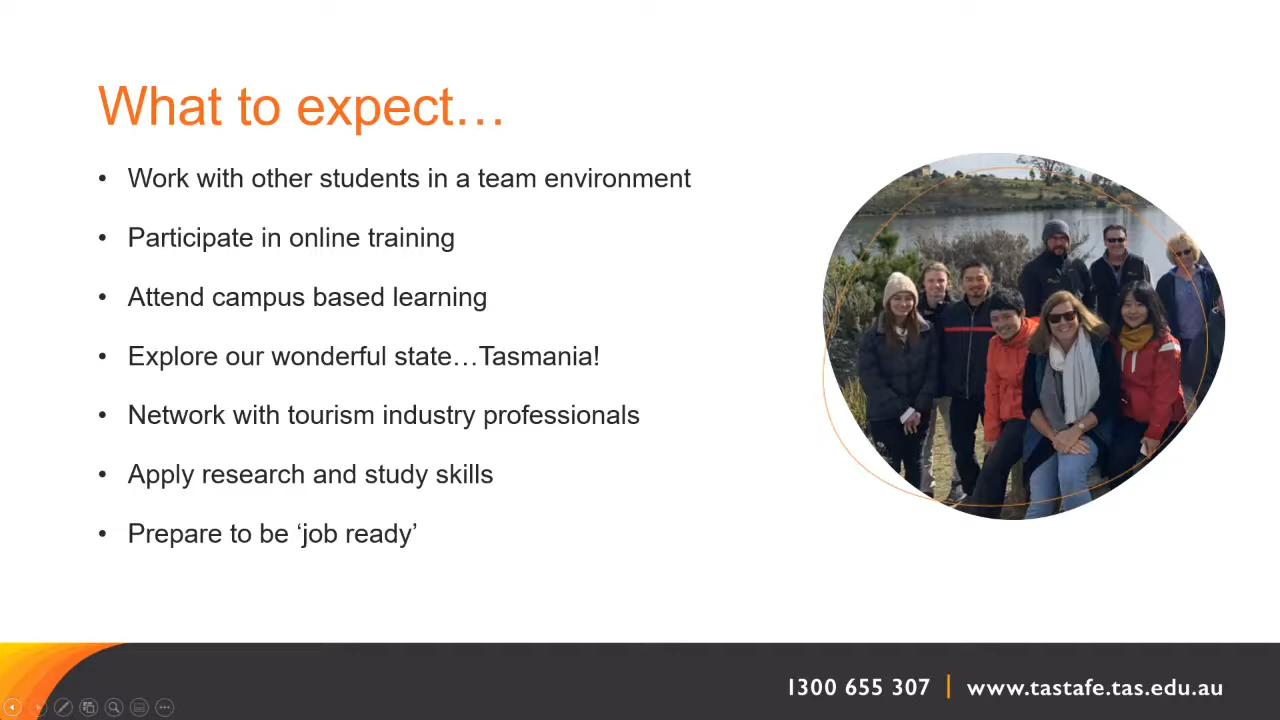 What to expect…
• Work with other students in a team environment
• Participate in online training
• Attend campus based learning
• Explore our wonderful state…Tasmania!
• Network with tourism industry professionals
• Apply research and study skills
• Prepare to be ‘job ready’
1300 655 307 | www.tastafe.tas.edu.au